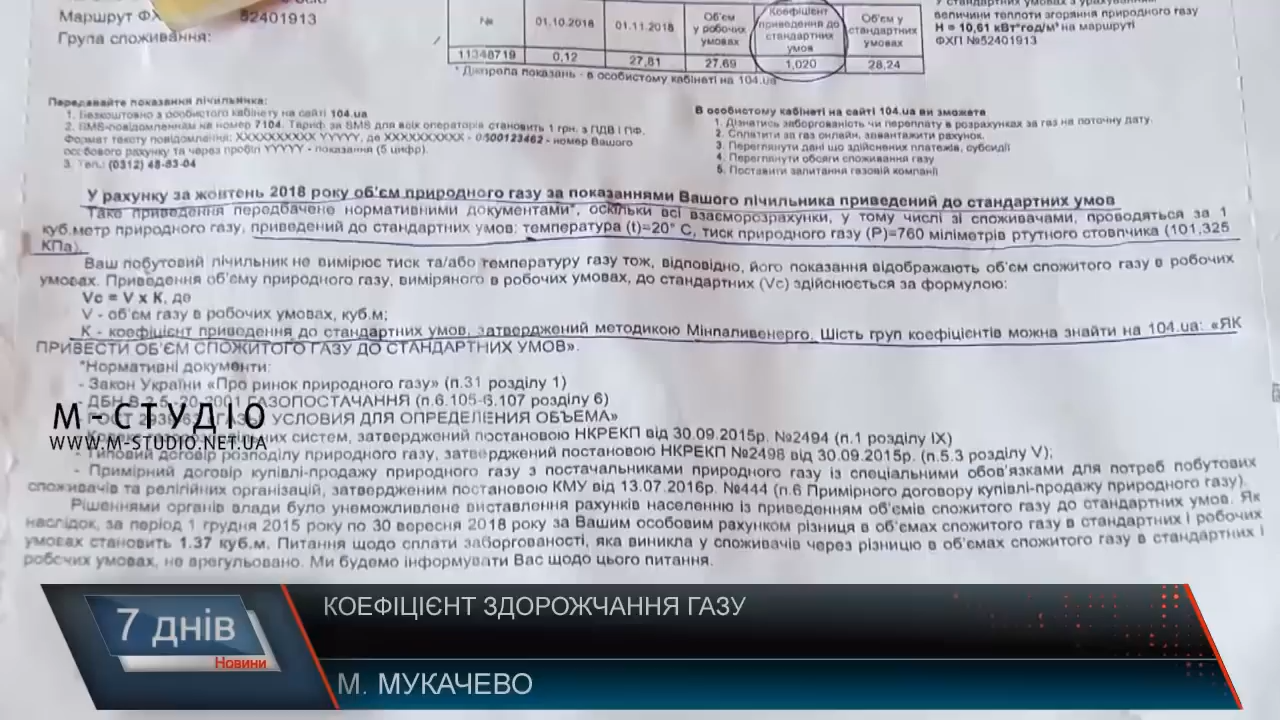 Маршрут ФХ 52401913
Група споживання:
№ 01.10.2018 01.11.2018 Об'єм у робочих умовах Коефіцієнт приведення до стандартних умов Об'єм у стандартних умовах
11348719 0,12 27,81 27,69 1,020 28,24
* Джерола показань - в особистому кабінеті на 104.ua
стандартних умовах з урахуванням
величини теплоти згоряння природного газу
Н = 10,61 кВт*год/м³ на маршруті
ФХП №52401913
Передавайте показання лічильника:
1. Безкоштовно з особистого кабінету на сайті 104.ua
2. SMS-повідомленням на номер 7104. Тариф за SMS для всіх операторів становить 1 грн. з ПДВ і ПФ.
Формат тексту повідомлення: XXXXXXXXXX YYYYY, де XXXXXXXXXX - 0500123462 - номер Вашого
особового рахунку та через пробіл YYYYY - показання (5 цифр).
3. Тел.: (0312) 48-83-04
В особистому кабінеті на сайті 104.ua ви зможете
1. Дізнатись заборгованість чи переплату в розрахунках за газ на поточну дату.
2. Сплатити за газ онлайн, завантажити рахунок.
3. Переглянути дані що здійснених платежів, субсидії
4. Переглянути обсяги споживання газу
5. Поставити запитання газовій компанії
У рахунку за жовтень 2018 року об'єм природного газу за показаннями Вашого лічильника приведений до стандартних умов
Таке приведення передбачене нормативними документами*, оскільки всі взаєморозрахунки, у тому числі зі споживачами, проводяться за 1
куб.метр природного газу, приведений до стандартних умов: температура (t)=20° С, тиск природного газу (Р)=760 міліметрів ртутного стовпчика (101,325
КПа).
Ваш побутовий лічильник не вимірює тиск та/або температуру газу тож, відповідно, його показання відображають об'єм спожитого газу в робочих
умовах. Приведення об'єму природного газу, виміряного в робочих умовах, до стандартних (Vc) здійснюється за формулою:
Vc = V x K, де
V - об'єм газу в робочих умовах, куб.м;
К - коефіцієнт приведення до стандартних умов, затверджений методикою Мінпаливенерго. Шість груп коефіцієнтів можна знайти на 104.ua: «ЯК
ПРИВЕСТИ ОБ'ЄМ СПОЖИТОГО ГАЗУ ДО СТАНДАРТНИХ УМОВ».
*Нормативні документи:
- Закон України «Про ринок природного газу» (п.31 розділу 1)
- ДБН В.2.5.-20-2001 ГАЗОПОСТАЧАННЯ (п.6.105-6.107 розділу 6)
УСЛОВИЯ ДЛЯ ОПРЕДЕЛЕНИЯ ОБЪЕМА»
систем, затверджений постановою НКРЕКП від 30.09.2015р. №2494 (п.1 розділу IX)
- Типовий договір розподілу природного газу, затверджений постановою НКРЕКП №2498 від 30.09.2015р. (п.5.3 розділу V);
- Примірний договір купівлі-продажу природного газу з постачальниками природного газу із спеціальними обов'язками для потреб побутових
споживачів та релігійних організацій, затвердженим постановою КМУ від 13.07.2016р. №444 (п.6 Примірного договору купівлі-продажу природного газу).
Рішеннями органів влади було унеможливлене виставлення рахунків населенню із приведенням об'ємів спожитого газу до стандартних умов. Як
наслідок, за період 1 грудня 2015 року по 30 вересня 2018 року за Вашим особовим рахунком різниця в об'ємах спожитого газу в стандартних і робочих
умовах становить 1.37 куб.м. Питання щодо сплати заборгованості, яка виникла у споживачів через різницю в об'ємах спожитого газу в стандартних і
робочих умовах, не врегульовано. Ми будемо інформувати Вас щодо цього питання.
М-СТУДІО
WWW.M-STUDIO.NET.UA
7 днів
Новини
КОЕФІЦІЄНТ ЗДОРОЖЧАННЯ ГАЗУ
М. МУКАЧЕВО